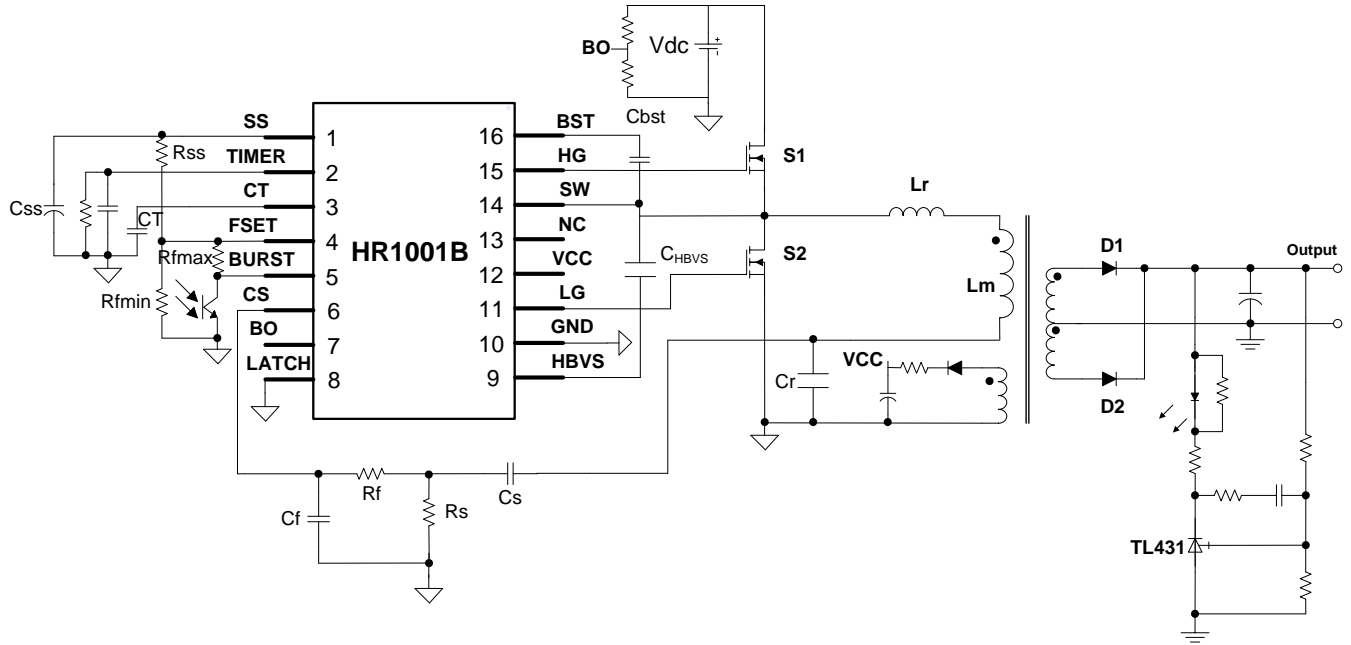 BO
Vdc
+
-
Cbst
SS
1
16
BST
Rss
TIMER
2
15
HG
S1
CT
3
14
SW
Lr
Css
CT
FSET
4
HR1001B
13
NC
Rfmax
BURST
5
12
VCC
CHBVS
S2
D1
Output
Rfmin
CS
6
11
LG
Lm
BO
7
10
GND
LATCH
8
9
HBVS
Cr
VCC
D2
Rf
Cs
Cf
Rs
TL431